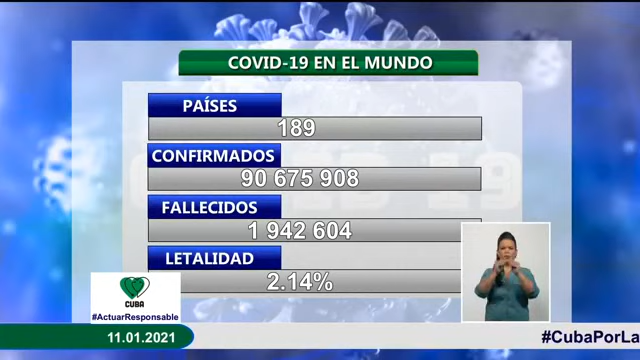 COVID-19 EN EL MUNDO
PAÍSES
189
CONFIRMADOS
90 675 908
FALLECIDOS
1 942 604
LETALIDAD
2.14%
CUBA
#ActuarResponsable
11.01.2021
#CubaPorLa